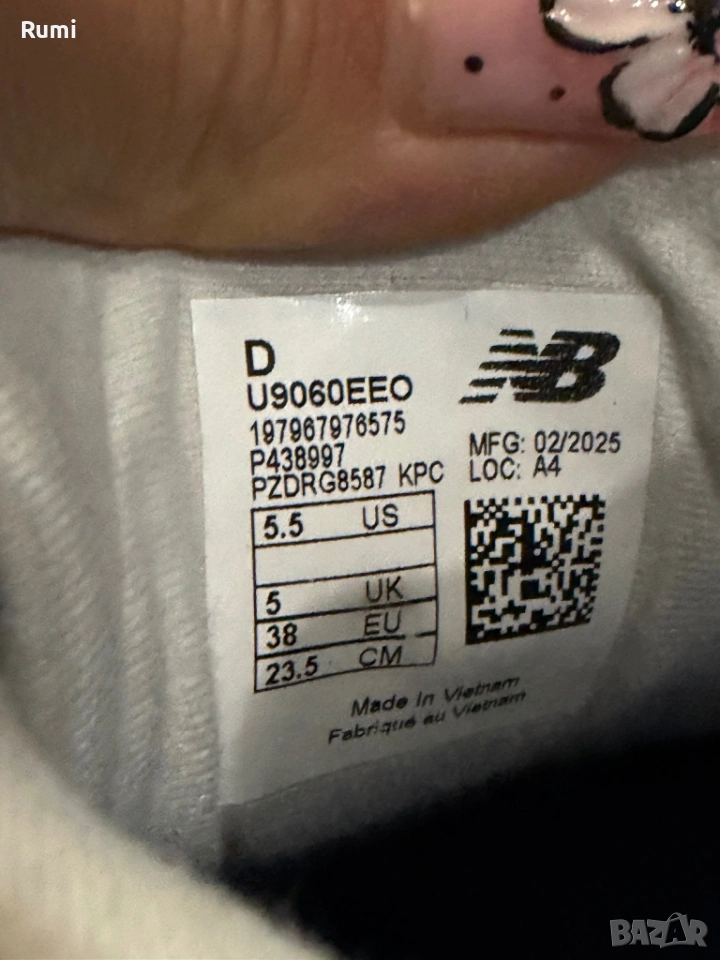 Rumi
D
U9060EEO
197967976575
P438997
PZDRG8587 KPC
NB
MFG: 02/2025
LOC: A4
5.5 US
5 UK
38 EU
23.5 CM
Made in Vietnam
Fabriqué au Vietnam
BAZAR